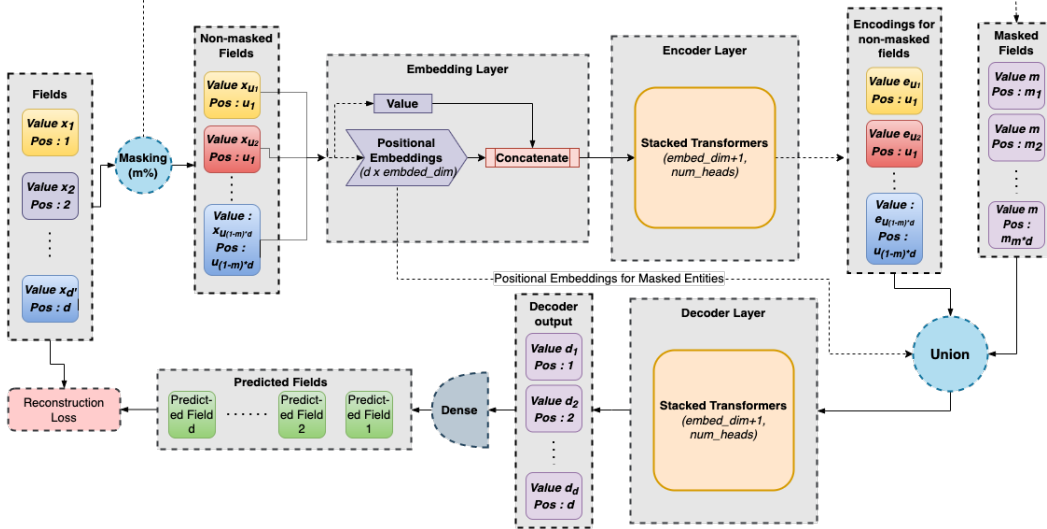 Fields
Value x1
Pos : 1
Value x2
Pos : 2
Value xd'
Pos : d
Masking
(m%)
Non-masked
Fields
Value xu1
Pos : u1
Value xu2
Pos : u1
Value :
xu(1-m)*d
Pos :
u(1-m)*d
Embedding Layer
Value
Positional
Embeddings
(d x embded_dim)
Concatenate
Encoder Layer
Stacked Transformers
(embed_dim+1,
num_heads)
Encodings for
non-masked
fields
Value eu1
Pos : u1
Value eu2
Pos : u1
Value :
eu(1-m)*d
Pos :
u(1-m)*d
Masked
Fields
Value m
Pos : m1
Value m
Pos : m2
Value m
Pos :
mm*d
Positional Embeddings for Masked Entities
Union
Decoder Layer
Stacked Transformers
(embed_dim+1,
num_heads)
Decoder
output
Value d1
Pos : 1
Value d2
Pos : 2
Value dd
Pos : d
Dense
Predicted Fields
Predict-
ed Field
d
Predict-
ed Field
2
Predict-
ed Field
1
Reconstruction
Loss